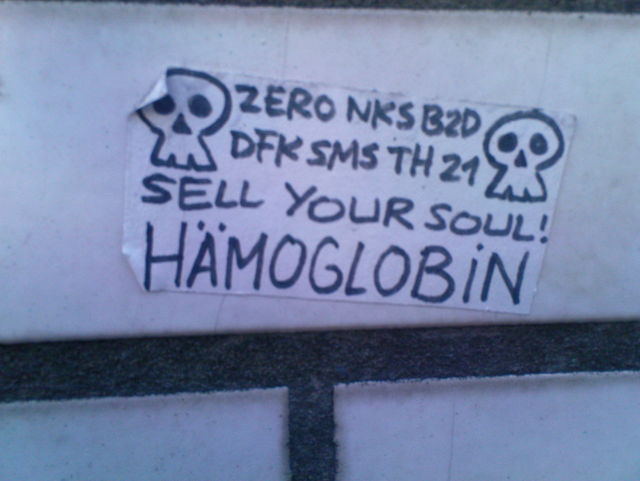 ZERO NKS B2D
DFK SMS TH 21
SELL YOUR SOUL!
HÄMOGLOBiN